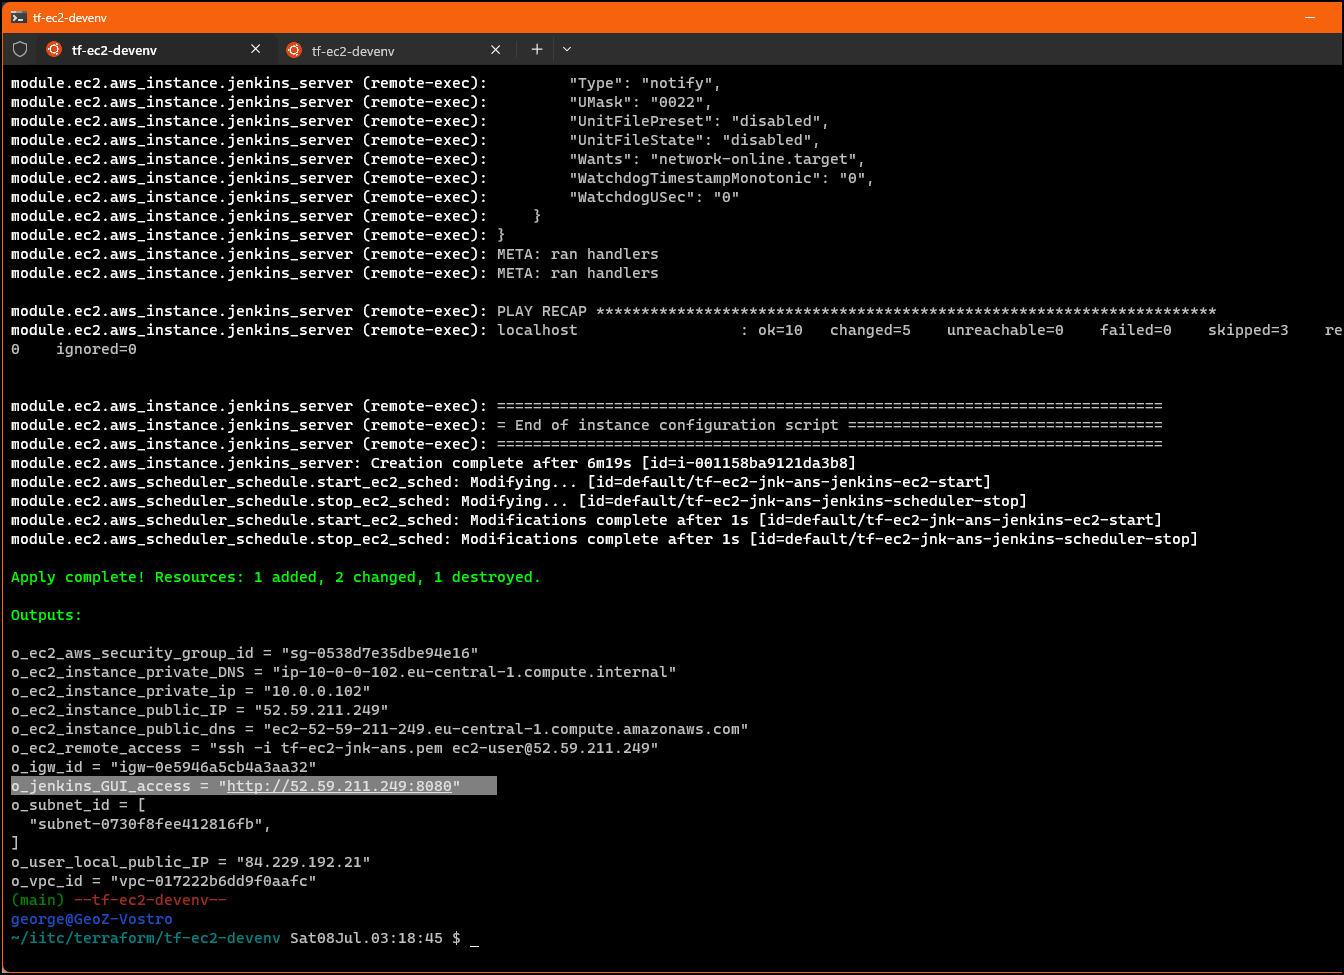 tf-ec2-devenv
tf-ec2-devenv
tf-ec2-devenv
module.ec2.aws_instance.jenkins_server (remote-exec):         "Type": "notify",
module.ec2.aws_instance.jenkins_server (remote-exec):         "UMask": "0022",
module.ec2.aws_instance.jenkins_server (remote-exec):         "UnitFilePreset": "disabled",
module.ec2.aws_instance.jenkins_server (remote-exec):         "UnitFileState": "disabled",
module.ec2.aws_instance.jenkins_server (remote-exec):         "Wants": "network-online.target",
module.ec2.aws_instance.jenkins_server (remote-exec):         "WatchdogTimestampMonotonic": "0",
module.ec2.aws_instance.jenkins_server (remote-exec):         "WatchdogUSec": "0"
module.ec2.aws_instance.jenkins_server (remote-exec):     }
module.ec2.aws_instance.jenkins_server (remote-exec): }
module.ec2.aws_instance.jenkins_server (remote-exec): META: ran handlers
module.ec2.aws_instance.jenkins_server (remote-exec): META: ran handlers
module.ec2.aws_instance.jenkins_server (remote-exec): PLAY RECAP *********************************************************************
module.ec2.aws_instance.jenkins_server (remote-exec): localhost                  : ok=10   changed=5    unreachable=0    failed=0    skipped=3    re
0    ignored=0
module.ec2.aws_instance.jenkins_server (remote-exec): ==========================================================================
module.ec2.aws_instance.jenkins_server (remote-exec): = End of instance configuration script ===================================
module.ec2.aws_instance.jenkins_server (remote-exec): ==========================================================================
module.ec2.aws_instance.jenkins_server: Creation complete after 6m19s [id=i-001158ba9121da3b8]
module.ec2.aws_scheduler_schedule.start_ec2_sched: Modifying... [id=default/tf-ec2-jnk-ans-jenkins-ec2-start]
module.ec2.aws_scheduler_schedule.stop_ec2_sched: Modifying... [id=default/tf-ec2-jnk-ans-jenkins-scheduler-stop]
module.ec2.aws_scheduler_schedule.start_ec2_sched: Modifications complete after 1s [id=default/tf-ec2-jnk-ans-jenkins-ec2-start]
module.ec2.aws_scheduler_schedule.stop_ec2_sched: Modifications complete after 1s [id=default/tf-ec2-jnk-ans-jenkins-scheduler-stop]
Apply complete! Resources: 1 added, 2 changed, 1 destroyed.
Outputs:
o_ec2_aws_security_group_id = "sg-0538d7e35dbe94e16"
o_ec2_instance_private_DNS = "ip-10-0-0-102.eu-central-1.compute.internal"
o_ec2_instance_private_ip = "10.0.0.102"
o_ec2_instance_public_IP = "52.59.211.249"
o_ec2_instance_public_dns = "ec2-52-59-211-249.eu-central-1.compute.amazonaws.com"
o_ec2_remote_access = "ssh -i tf-ec2-jnk-ans.pem ec2-user@52.59.211.249"
o_igw_id = "igw-0e5946a5cb4a3aa32"
o_jenkins_GUI_access = "http://52.59.211.249:8080"
o_subnet_id = [
  "subnet-0730f8fee412816fb",
]
o_user_local_public_IP = "84.229.192.21"
o_vpc_id = "vpc-017222b6dd9f0aafc"
(main) --tf-ec2-devenv--
george@GeoZ-Vostro
~/iitc/terraform/tf-ec2-devenv Sat08Jul.03:18:45 $ _